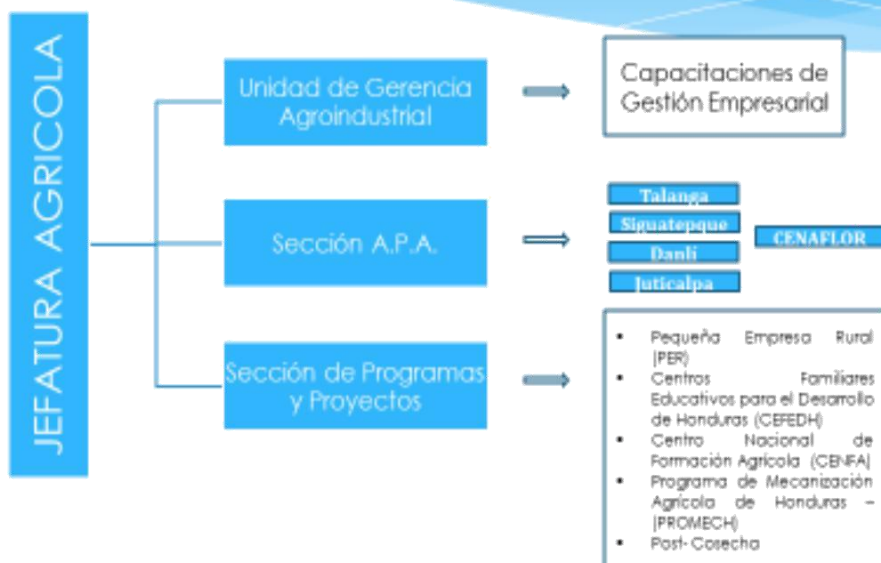 JEFATURA AGRICOLA
Unidad de Gerencia
Agroindustrial
Capacitaciones de
Gestión Empresarial
Sección A.P.A.
Talanga
Siguatepque
Danlí
Juticalpa
CENAFLOR
Sección de Programas
y Proyectos
▪ Pequeña Empresa Rural
(PER)
▪ Centros Familiares
Educativos para el Desarrollo
de Honduras (CEFEDH)
▪ Centro Nacional de
Formación Agrícola (CENFA)
▪ Programa de Mecanización
Agrícola de Honduras –
(PROMECH)
▪ Post-Cosecha